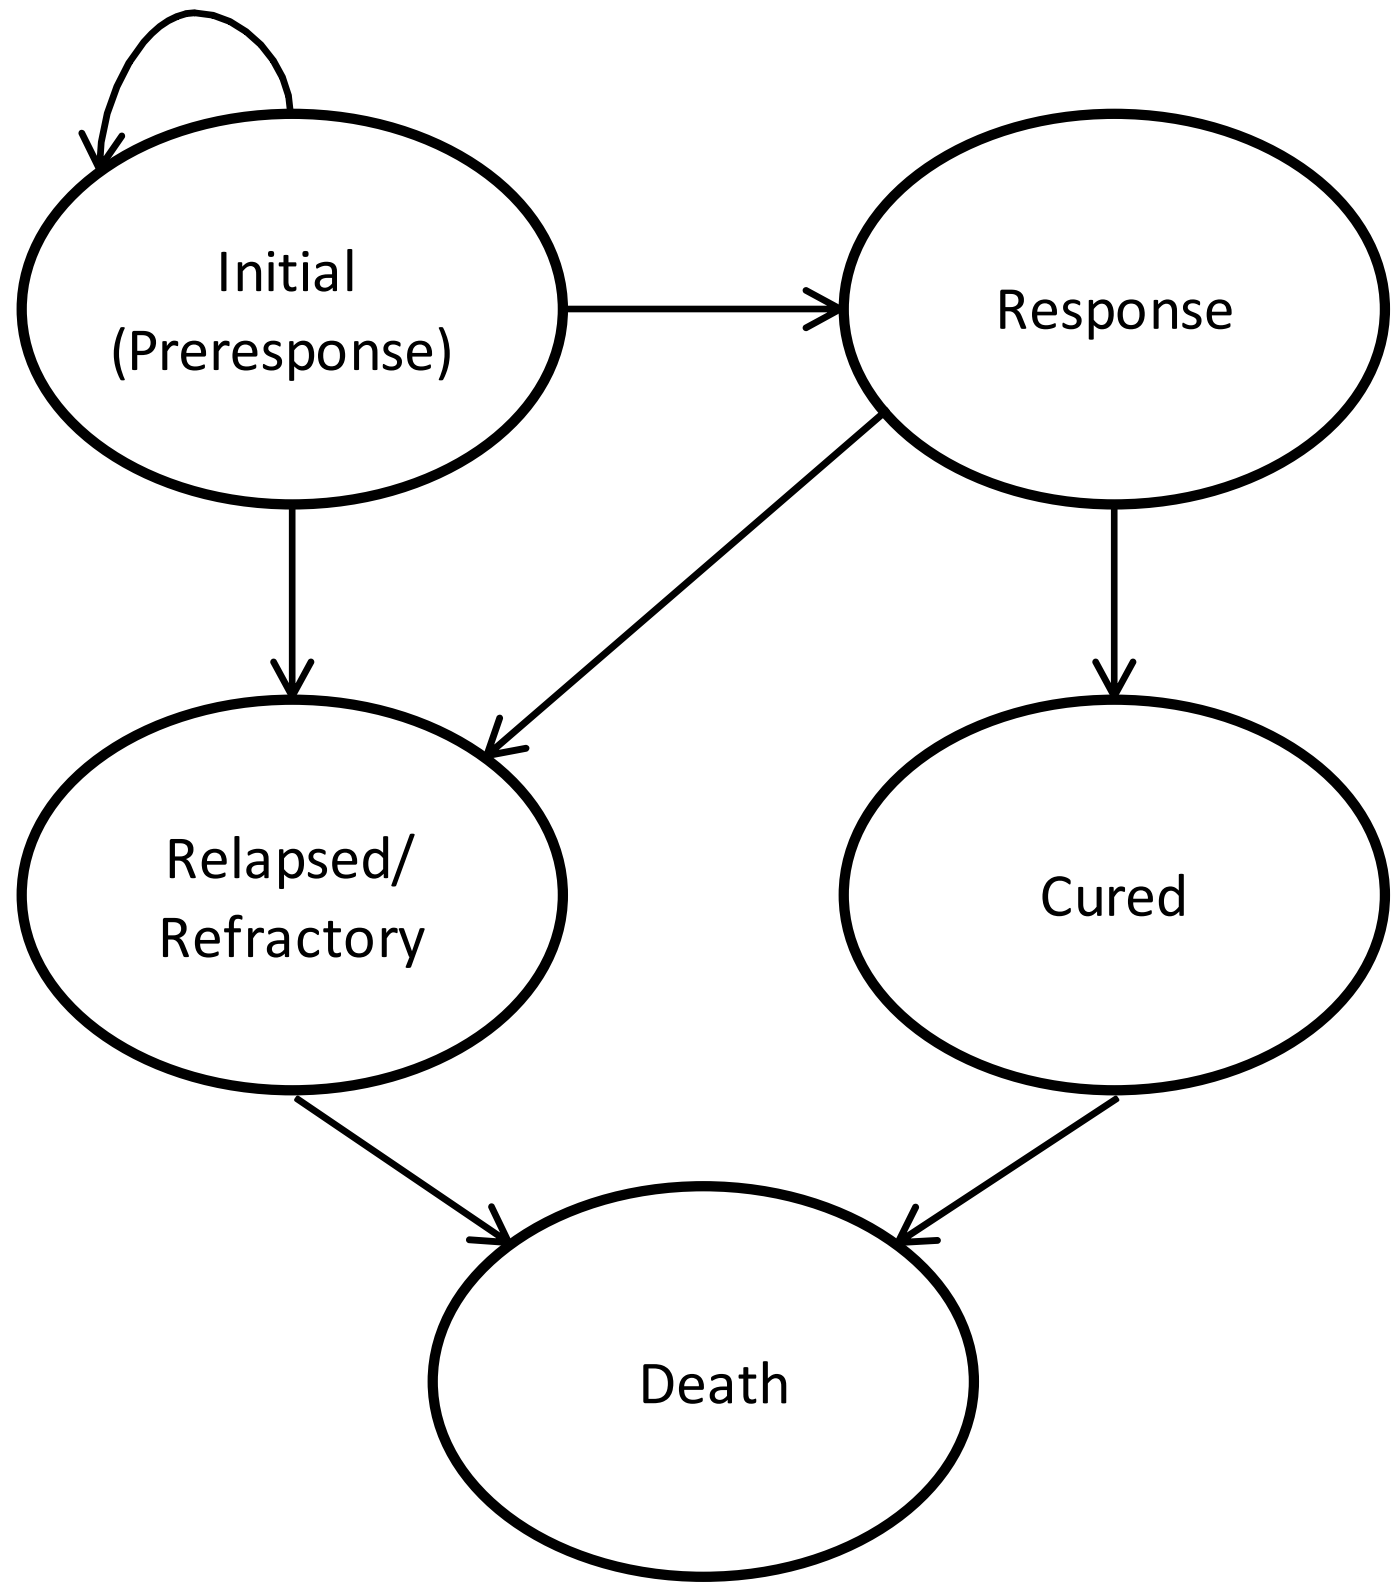 Initial
(Preresponse)
Response
Relapsed/
Refractory
Cured
Death